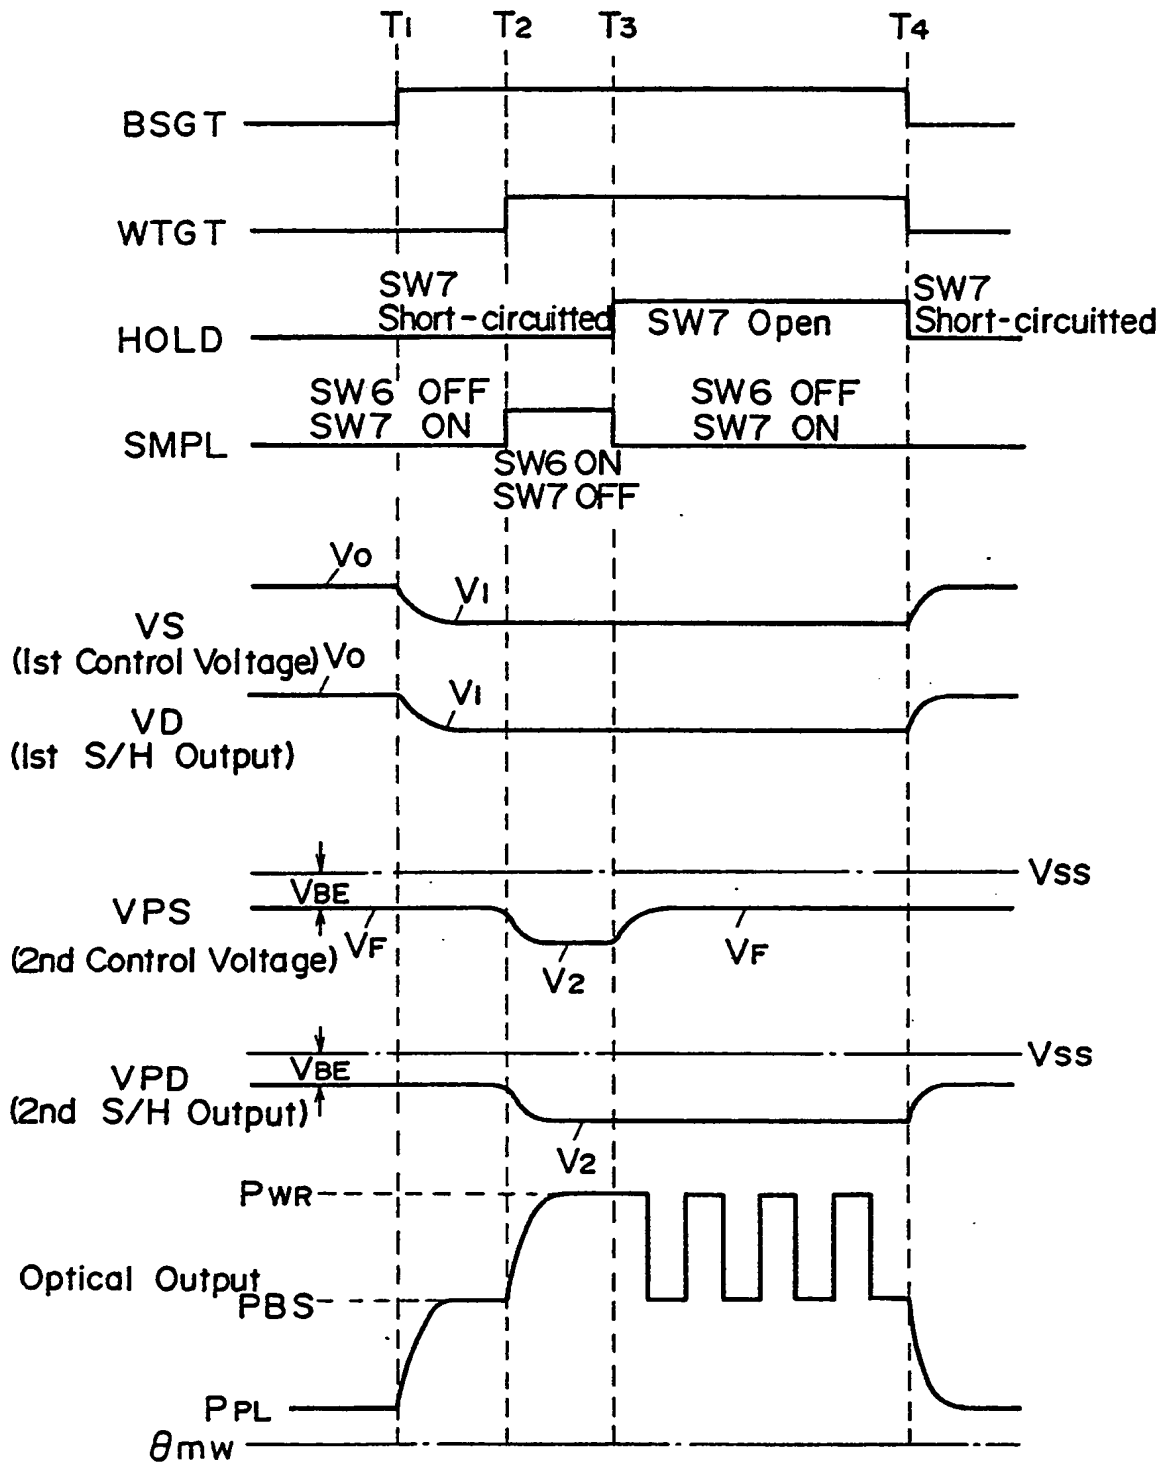 T1 T2 T3 T4
BSGT
WTGT
SW7
Short-circuitted
SW7 Open
SW7
Short-circuitted
HOLD
SW6 OFF
SW7 ON
SW6 OFF
SW7 ON
SMPL
SW6 ON
SW7 OFF
Vo
V1
VS
(1st Control Voltage)
Vo
V1
VD
(1st S/H Output)
VSS
VBE
VPS
VF
VF
(2nd Control Voltage)
V2
VSS
VBE
VPD
(2nd S/H Output)
V2
PWR
Optical Output
PBS
PPL
θmw